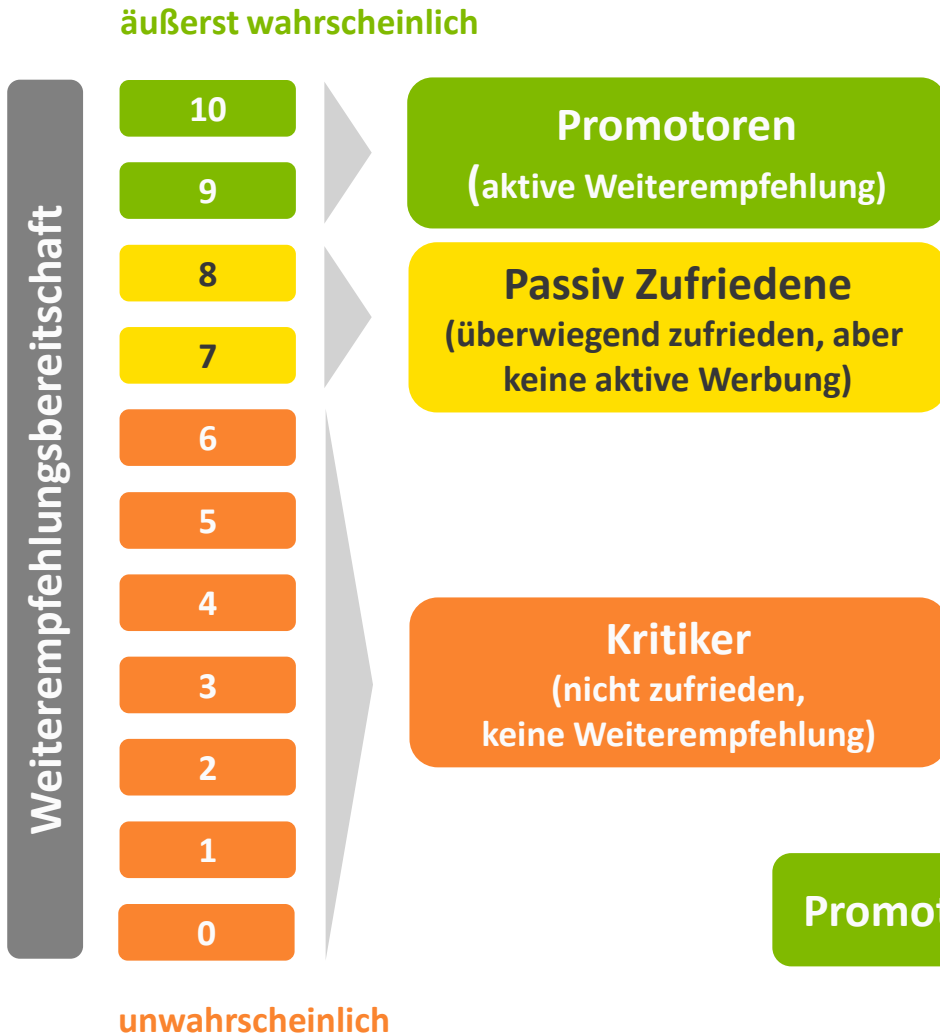 äußerst wahrscheinlich
Weiterempfehlungsbereitschaft
10
9
8
7
6
5
4
3
2
1
0
Promotoren
(aktive Weiterempfehlung)
Passiv Zufriedene
(überwiegend zufrieden, aber
keine aktive Werbung)
Kritiker
(nicht zufrieden,
keine Weiterempfehlung)
Promot
unwahrscheinlich